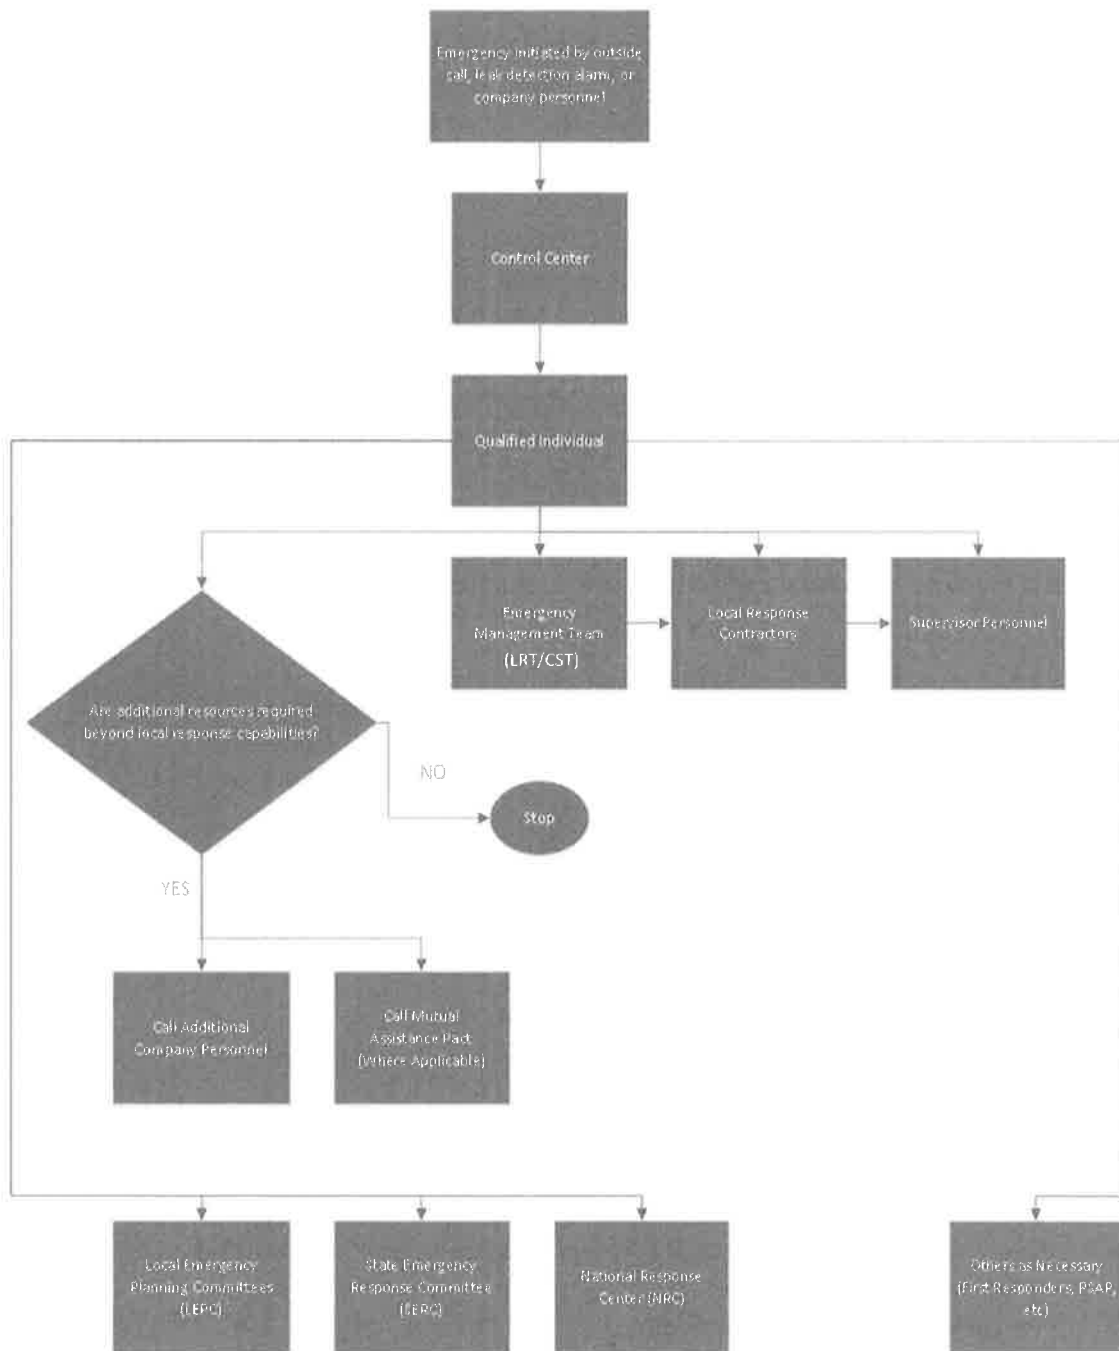 Emergency initiated by outside
call, leak detection alarm, or
company personnel
Control Center
Qualified Individual
Emergency
Management Team
(LRT/CST)
Local Response
Contractors
Supervisor Personnel
Are additional resources required
beyond local response capabilities?
NO
Stop
YES
Call Additional
Company Personnel
Call Mutual
Assistance Pact
(Where Applicable)
Local Emergency
Planning Committees
(LEPC)
State Emergency
Response Committee
(SERC)
National Response
Center (NRC)
Others as Necessary
(First Responders, PSAP,
etc)